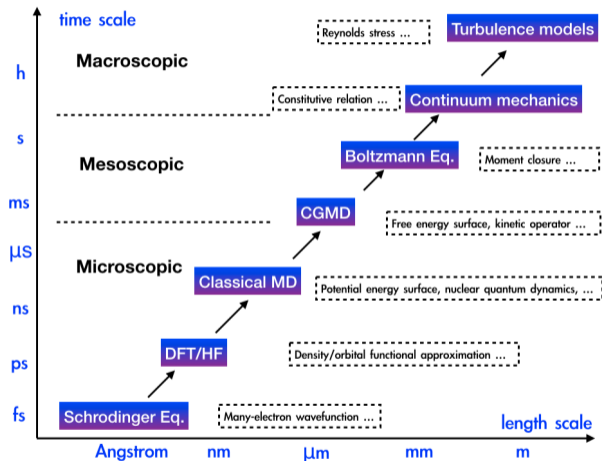 time scale
Reynolds stress ...
Turbulence models
Macroscopic
h
Constitutive relation ...
Continuum mechanics
s
Boltzmann Eq.
Moment closure ...
Mesoscopic
ms
CGMD
Free energy surface, kinetic operator ...
μs
Microscopic
Classical MD
Potential energy surface, nuclear quantum dynamics, ...
ns
DFT/HF
Density/orbital functional approximation ...
ps
fs
Schrodinger Eq.
Many-electron wavefunction ...
length scale
Angstrom nm μm mm m